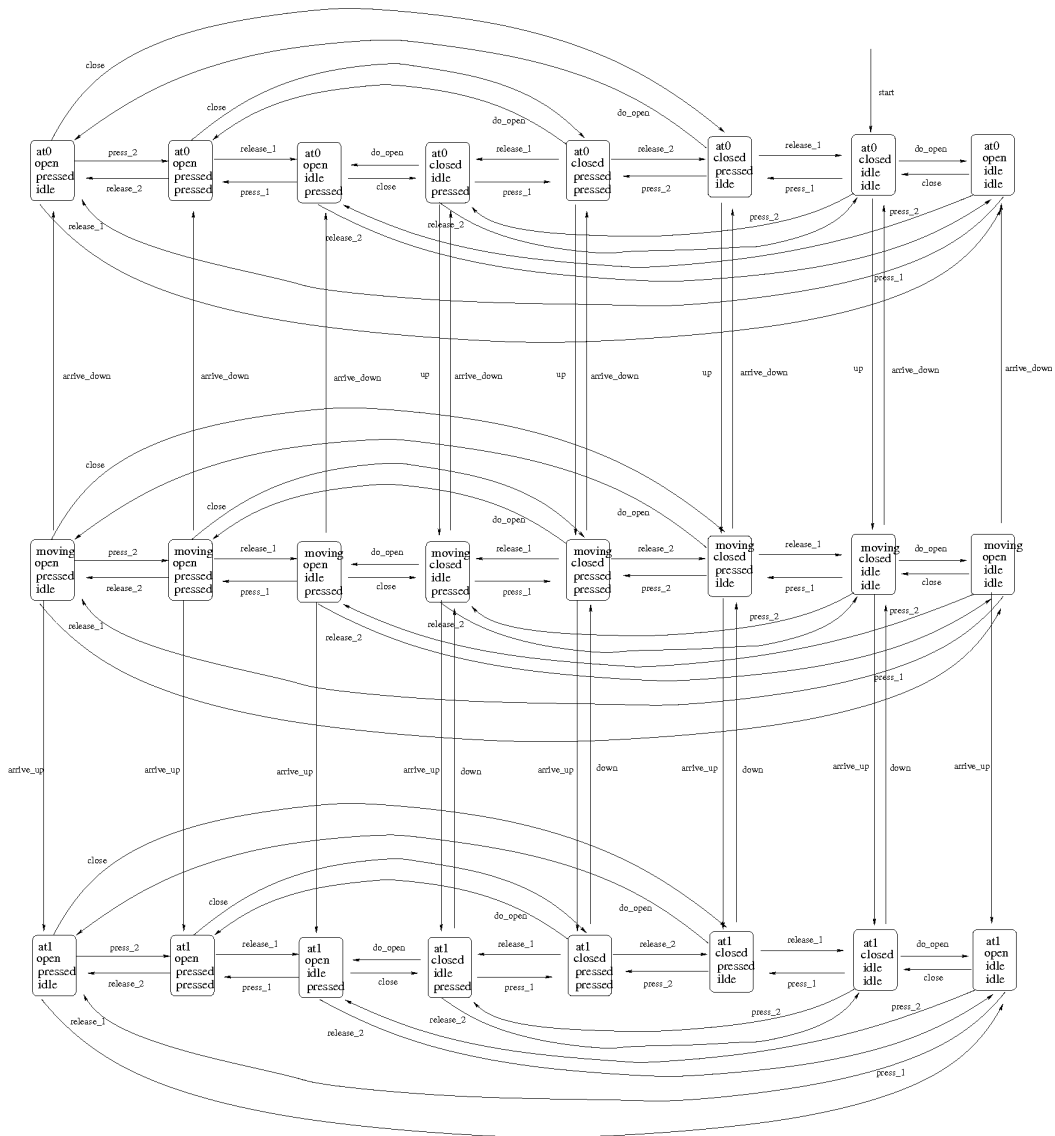 close
start
close
do_open
do_open
at0
open
pressed
idle
press_2
release_2
at0
open
pressed
pressed
release_1
press_1
at0
open
idle
pressed
do_open
close
at0
closed
idle
pressed
release_1
press_1
at0
closed
pressed
pressed
release_2
press_2
at0
closed
pressed
ilde
release_1
press_1
at0
closed
idle
idle
do_open
close
at0
open
idle
idle
release_1
release_2
release_2
press_2
press_2
press_1
arrive_down
arrive_down
arrive_down
up
arrive_down
up
arrive_down
up
arrive_down
up
arrive_down
arrive_down
close
close
do_open
do_open
moving
open
pressed
idle
press_2
release_2
moving
open
pressed
pressed
release_1
press_1
moving
open
idle
pressed
do_open
close
moving
closed
idle
pressed
release_1
press_1
moving
closed
pressed
pressed
release_2
press_2
moving
closed
pressed
ilde
release_1
press_1
moving
closed
idle
idle
do_open
close
moving
open
idle
idle
release_1
release_2
release_2
press_2
press_2
press_1
arrive_up
arrive_up
arrive_up
arrive_up
down
arrive_up
down
arrive_up
down
arrive_up
down
arrive_up
close
close
do_open
do_open
at1
open
pressed
idle
press_2
release_2
at1
open
pressed
pressed
release_1
press_1
at1
open
idle
pressed
do_open
close
at1
closed
idle
pressed
release_1
press_1
at1
closed
pressed
pressed
release_2
press_2
at1
closed
pressed
ilde
release_1
press_1
at1
closed
idle
idle
do_open
close
at1
open
idle
idle
release_1
release_2
release_2
press_2
press_2
press_1